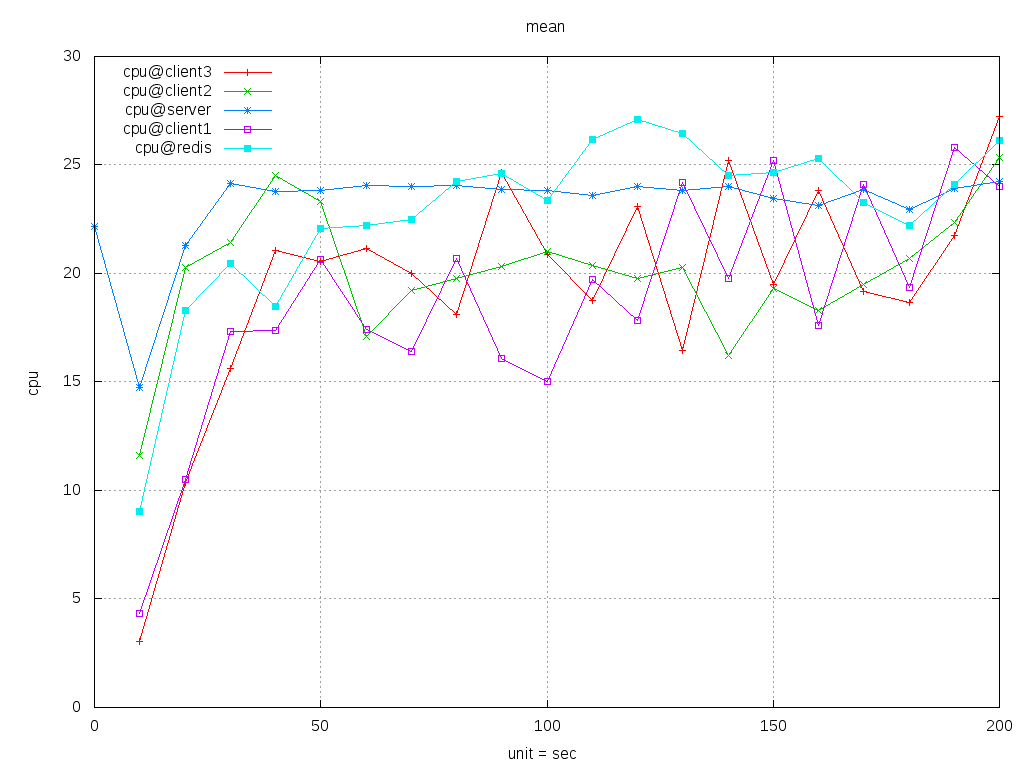 mean
30
25
20
15
10
5
0
cpu@client3
cpu@client2
cpu@server
cpu@client1
cpu@redis
cpu
0 50 100 150 200
unit = sec